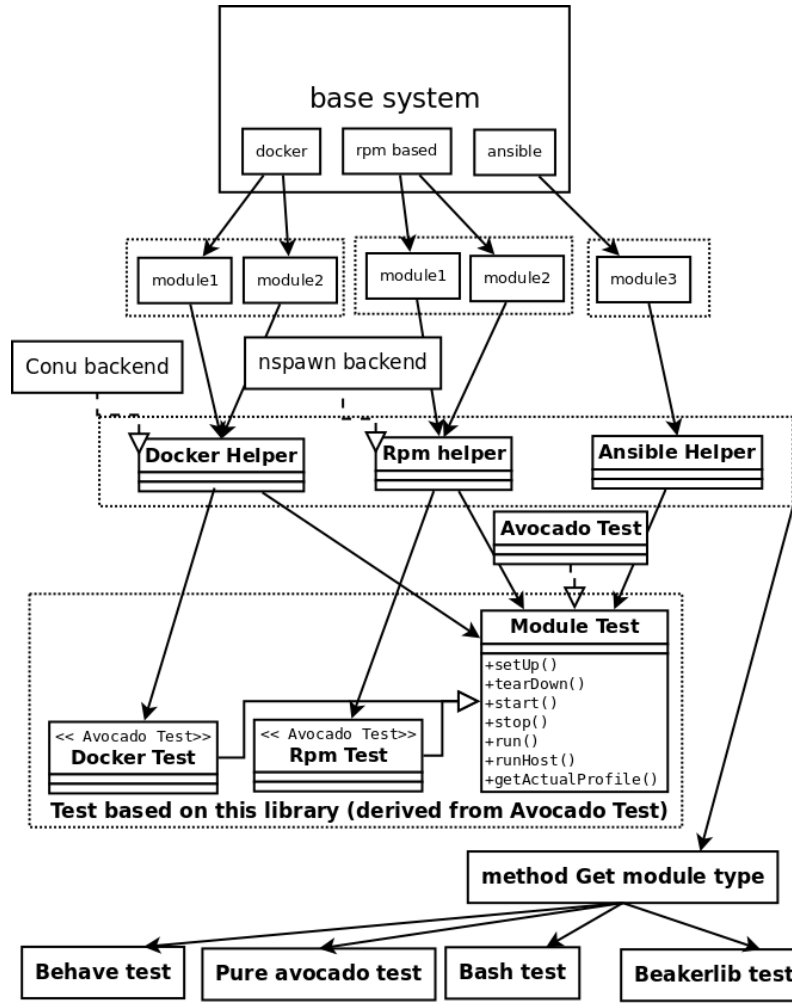 base system
docker
rpm based
ansible
module1
module2
module1
module2
module3
Conu backend
nspawn backend
Docker Helper
Rpm helper
Ansible Helper
Avocado Test
Module Test
+setUp()
+tearDown()
+start()
+stop()
+run()
+runHost()
+getActualProfile()
<< Avocado Test>>
Docker Test
<< Avocado Test>>
Rpm Test
Test based on this library (derived from Avocado Test)
method Get module type
Behave test
Pure avocado test
Bash test
Beakerlib test